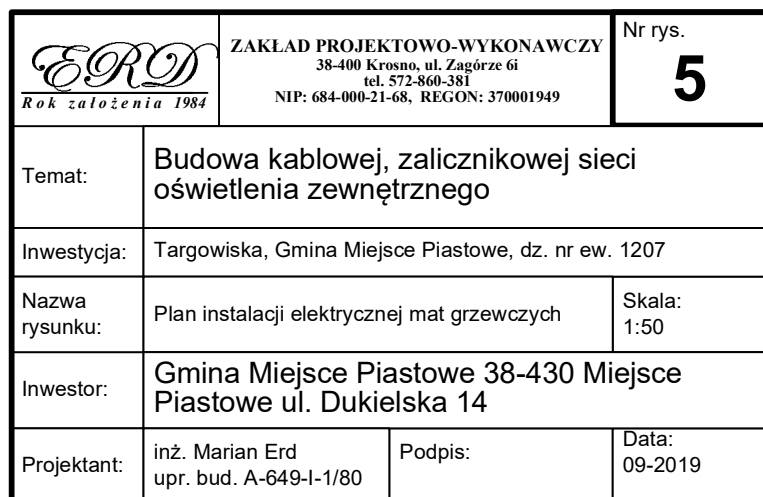 ERD
Rok założenia 1984
ZAKŁAD PROJEKTOWO-WYKONAWCZY
38-400 Krosno, ul. Zagórze 6i
tel. 572-860-381
NIP: 684-000-21-68, REGON: 370001949
Nr rys.
5
Temat:
Budowa kablowej, zalicznikowej sieci
oświetlenia zewnętrznego
Inwestycja:
Targowiska, Gmina Miejsce Piastowe, dz. nr ew. 1207
Nazwa
rysunku:
Plan instalacji elektrycznej mat grzewczych
Skala:
1:50
Inwestor:
Gmina Miejsce Piastowe 38-430 Miejsce
Piastowe ul. Dukielska 14
Projektant:
inż. Marian Erd
upr. bud. A-649-I-1/80
Podpis:
Data:
09-2019